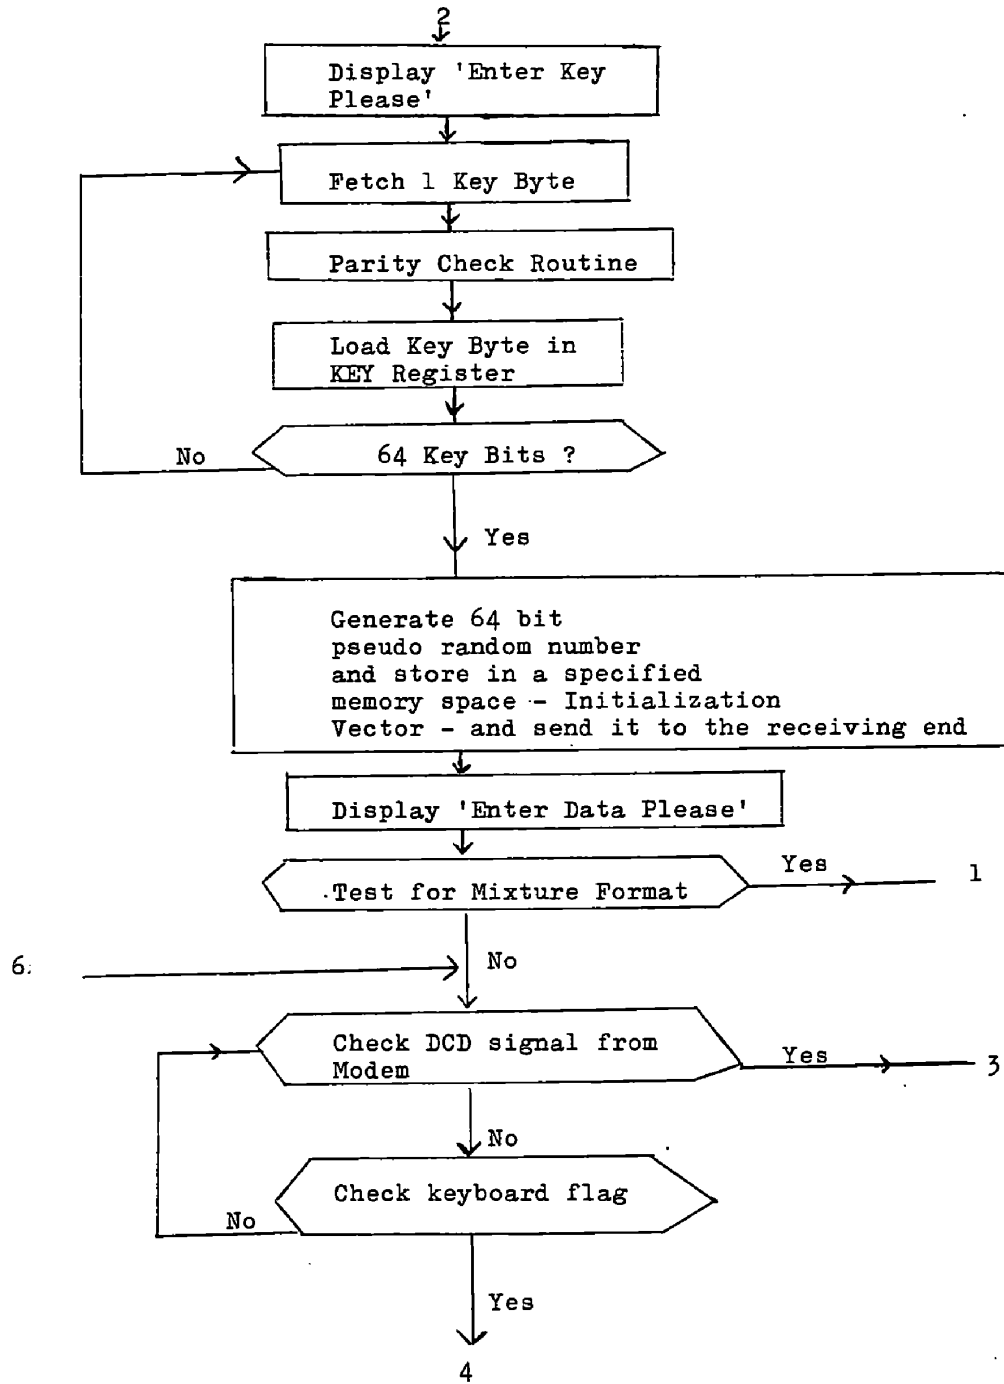 2
Display 'Enter Key
Please'
Fetch 1 Key Byte
Parity Check Routine
Load Key Byte in
KEY Register
No
64 Key Bits ?
Yes
Generate 64 bit
pseudo random number
and store in a specified
memory space - Initialization
Vector - and send it to the receiving end
Display 'Enter Data Please'
Test for Mixture Format
Yes
1
No
6
Check DCD signal from
Modem
Yes
3
No
Check keyboard flag
No
Yes
4